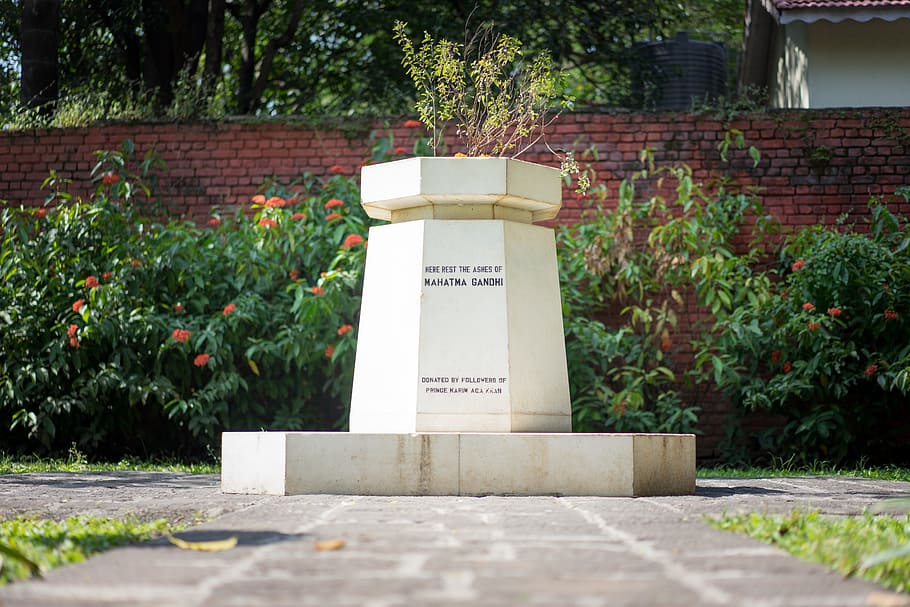 HERE REST THE ASHES OF
MAHATMA GANDHI
DONATED BY FOLLOWERS OF
PRINCE KARIM AGA KHAN